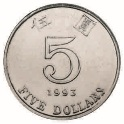 伍 圓
5
1993
FIVE DOLLARS